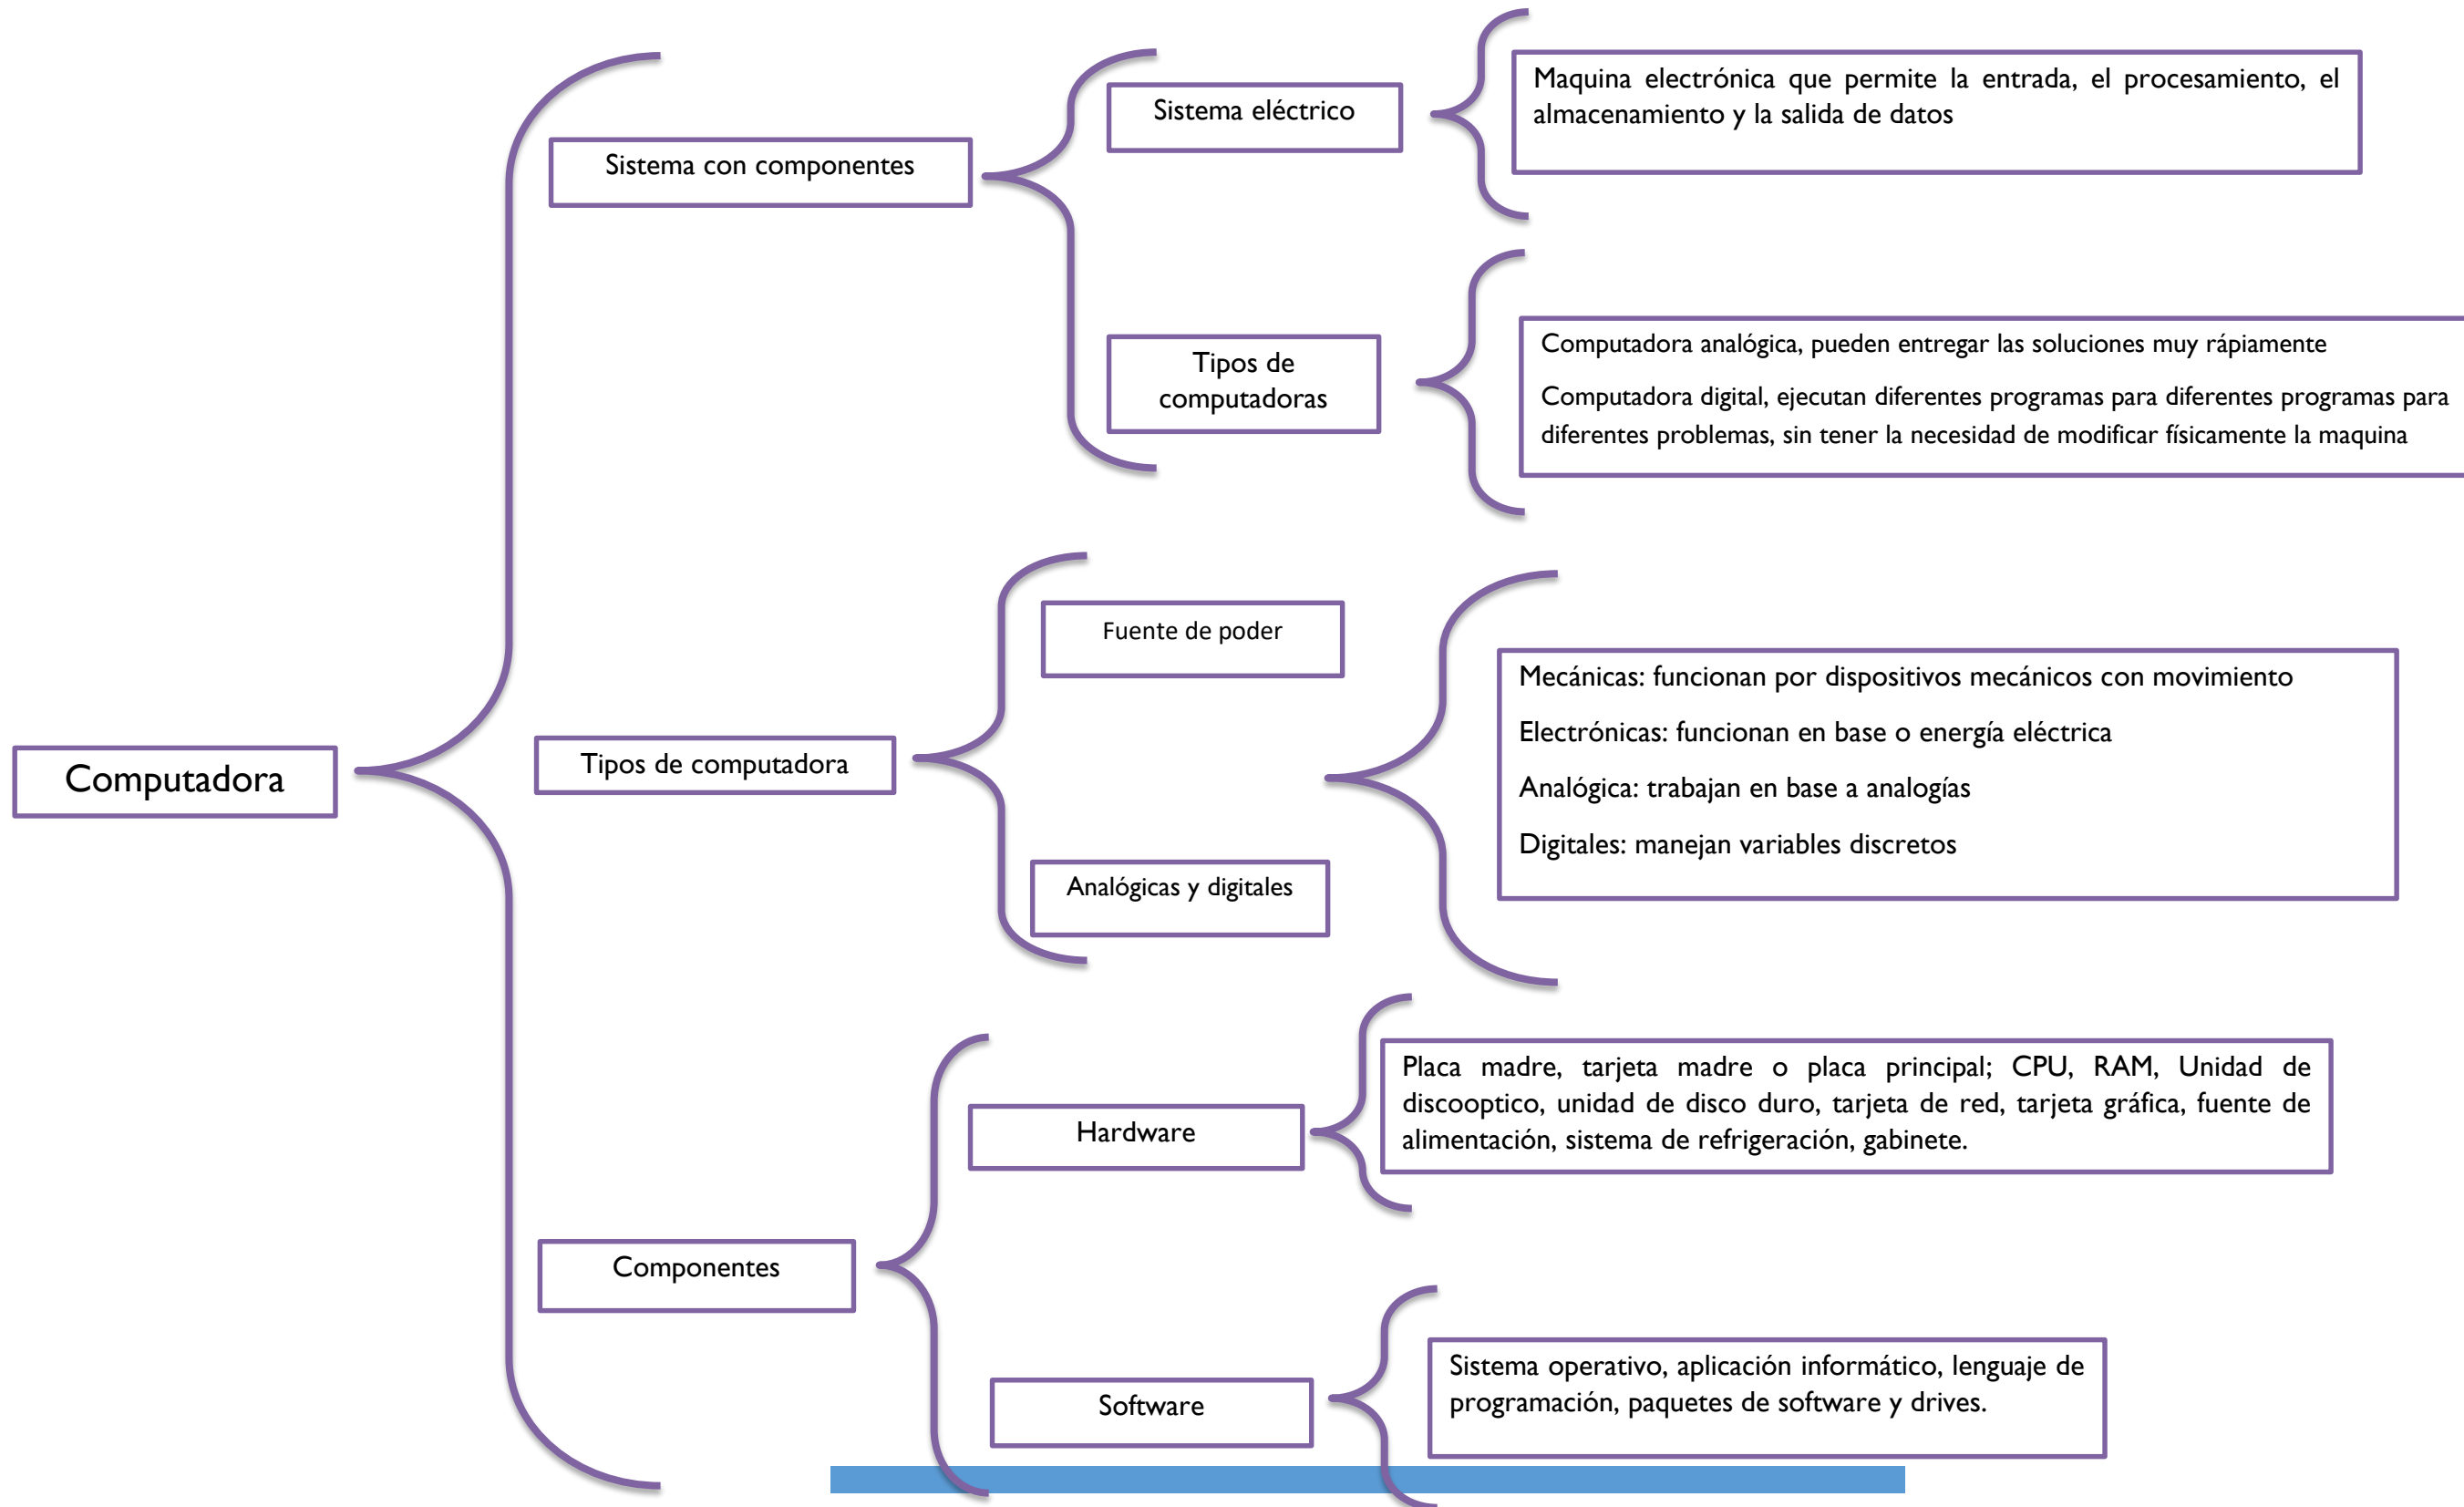 Computadora
Sistema con componentes
Sistema eléctrico
Maquina electrónica que permite la entrada, el procesamiento, el
almacenamiento y la salida de datos
Tipos de
computadoras
Computadora analógica, pueden entregar las soluciones muy rápiamente
Computadora digital, ejecutan diferentes programas para diferentes programas para
diferentes problemas, sin tener la necesidad de modificar físicamente la maquina
Tipos de computadora
Fuente de poder
Analógicas y digitales
Mecánicas: funcionan por dispositivos mecánicos con movimiento
Electrónicas: funcionan en base o energía eléctrica
Analógica: trabajan en base a analogías
Digitales: manejan variables discretos
Componentes
Hardware
Placa madre, tarjeta madre o placa principal; CPU, RAM, Unidad de
discooptico, unidad de disco duro, tarjeta de red, tarjeta gráfica, fuente de
alimentación, sistema de refrigeración, gabinete.
Software
Sistema operativo, aplicación informático, lenguaje de
programación, paquetes de software y drives.